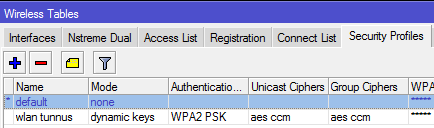 Wireless Tables
Interfaces Nstreme Dual Access List Registration Connect List Security Profiles
Name Mode Authenticatio... Unicast Ciphers Group Ciphers WPA
* default none *****
wlan tunnus dynamic keys WPA2 PSK aes ccm aes ccm *****